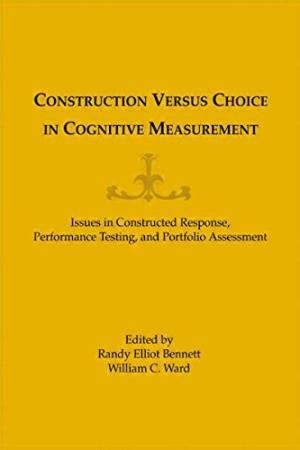 CONSTRUCTION VERSUS CHOICE
IN COGNITIVE MEASUREMENT
Issues in Constructed Response,
Performance Testing, and Portfolio Assessment
Edited by
Randy Elliot Bennett
William C. Ward